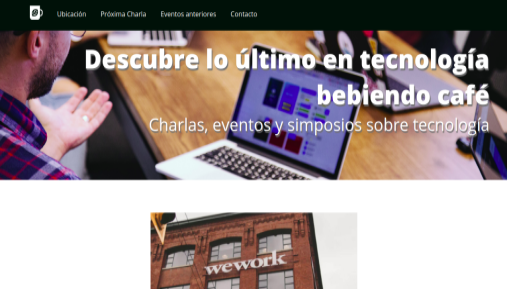 Ubicación Próxima Charla Eventos anteriores Contacto
Descubre lo último en tecnología
bebiendo café
Charlas, eventos y simposios sobre tecnología
wework